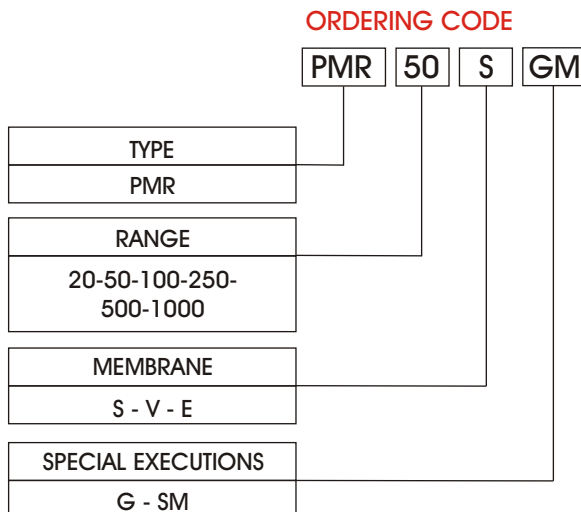 ORDERING CODE
PMR 50 S GM
TYPE
PMR
RANGE
20-50-100-250-
500-1000
MEMBRANE
S - V - E
SPECIAL EXECUTIONS
G - SM